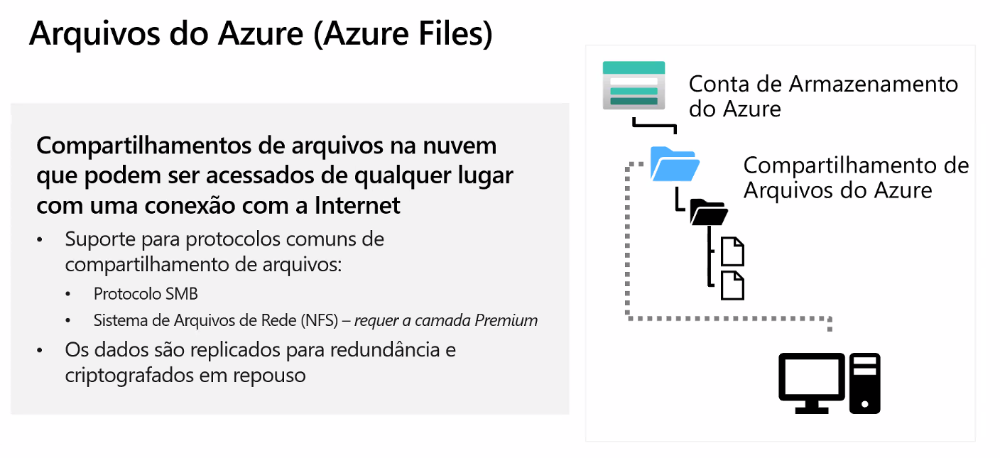 Arquivos do Azure (Azure Files)
Compartilhamentos de arquivos na nuvem
que podem ser acessados de qualquer lugar
com uma conexão com a Internet
• Suporte para protocolos comuns de
compartilhamento de arquivos:
• Protocolo SMB
• Sistema de Arquivos de Rede (NFS) – requer a camada Premium
• Os dados são replicados para redundância e
criptografados em repouso
Conta de Armazenamento
do Azure
Compartilhamento de
Arquivos do Azure